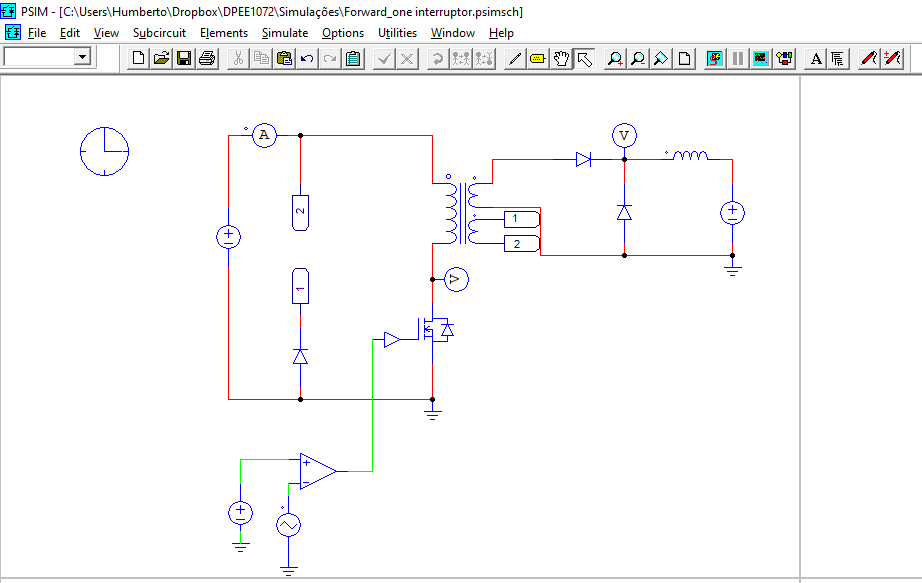 PSIM - [C:\Users\Humberto\Dropbox\DPEE1072\Simulações\Forward_one interruptor.psimsch]
File Edit View Subcircuit Elements Simulate Options Utilities Window Help
A
A
V
2
1
2
1
V